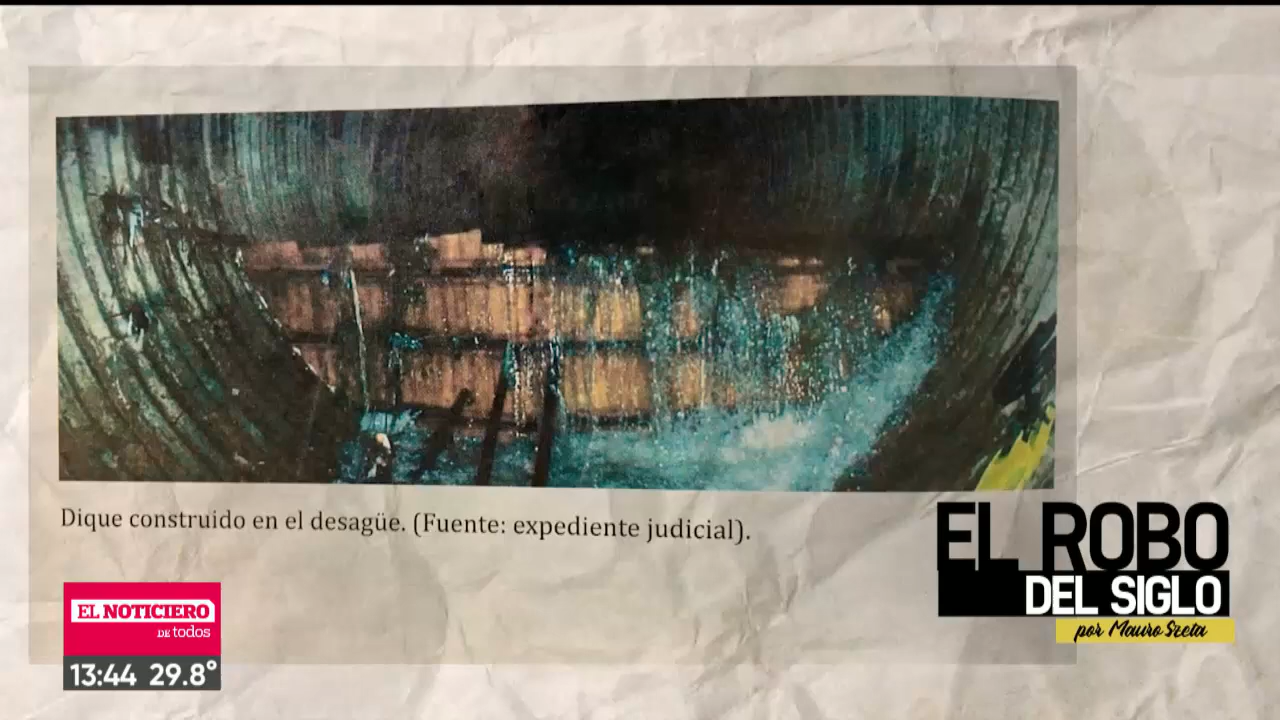 Dique construido en el desagüe. (Fuente: expediente judicial).
EL ROBO
DEL SIGLO
por Mauro Szeta
EL NOTICIERO
DE todos
13:44 29.8°